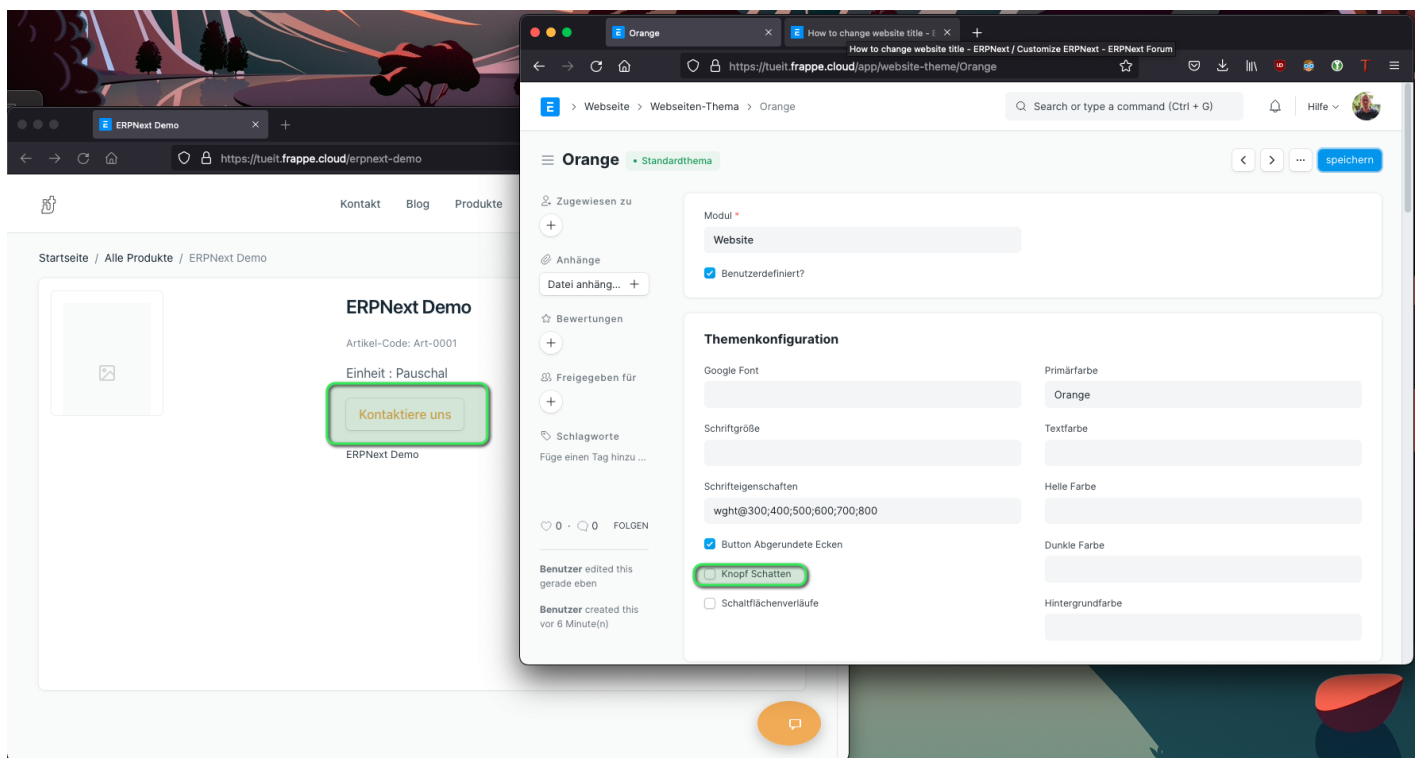 ERPNext Demo
https://tueit.frappe.cloud/erpnext-demo
Kontakt Blog Produkte
Startseite / Alle Produkte / ERPNext Demo
ERPNext Demo
Artikel-Code: Art-0001
Einheit : Pauschal
Kontaktiere uns
ERPNext Demo
E Orange
E How to change website title - E
How to change website title - ERPNext / Customize ERPNext - ERPNext Forum
https://tueit.frappe.cloud/app/website-theme/Orange
E > Webseite > Webseiten-Thema > Orange
Search or type a command (Ctrl + G)
Hilfe
Orange
• Standardthema
speichern
Zugewiesen zu
Anhänge
Datei anhäng... +
Bewertungen
Freigegeben für
Schlagworte
Füge einen Tag hinzu ...
0 · 0 FOLGEN
Benutzer edited this
gerade eben
Benutzer created this
vor 6 Minute(n)
Modul *
Website
Benutzerdefiniert?
Themenkonfiguration
Google Font
Schriftgröße
Schrifteigenschaften
wght@300;400;500;600;700;800
Button Abgerundete Ecken
Knopf Schatten
Schaltflächenverläufe
Primärfarbe
Orange
Textfarbe
Helle Farbe
Dunkle Farbe
Hintergrundfarbe